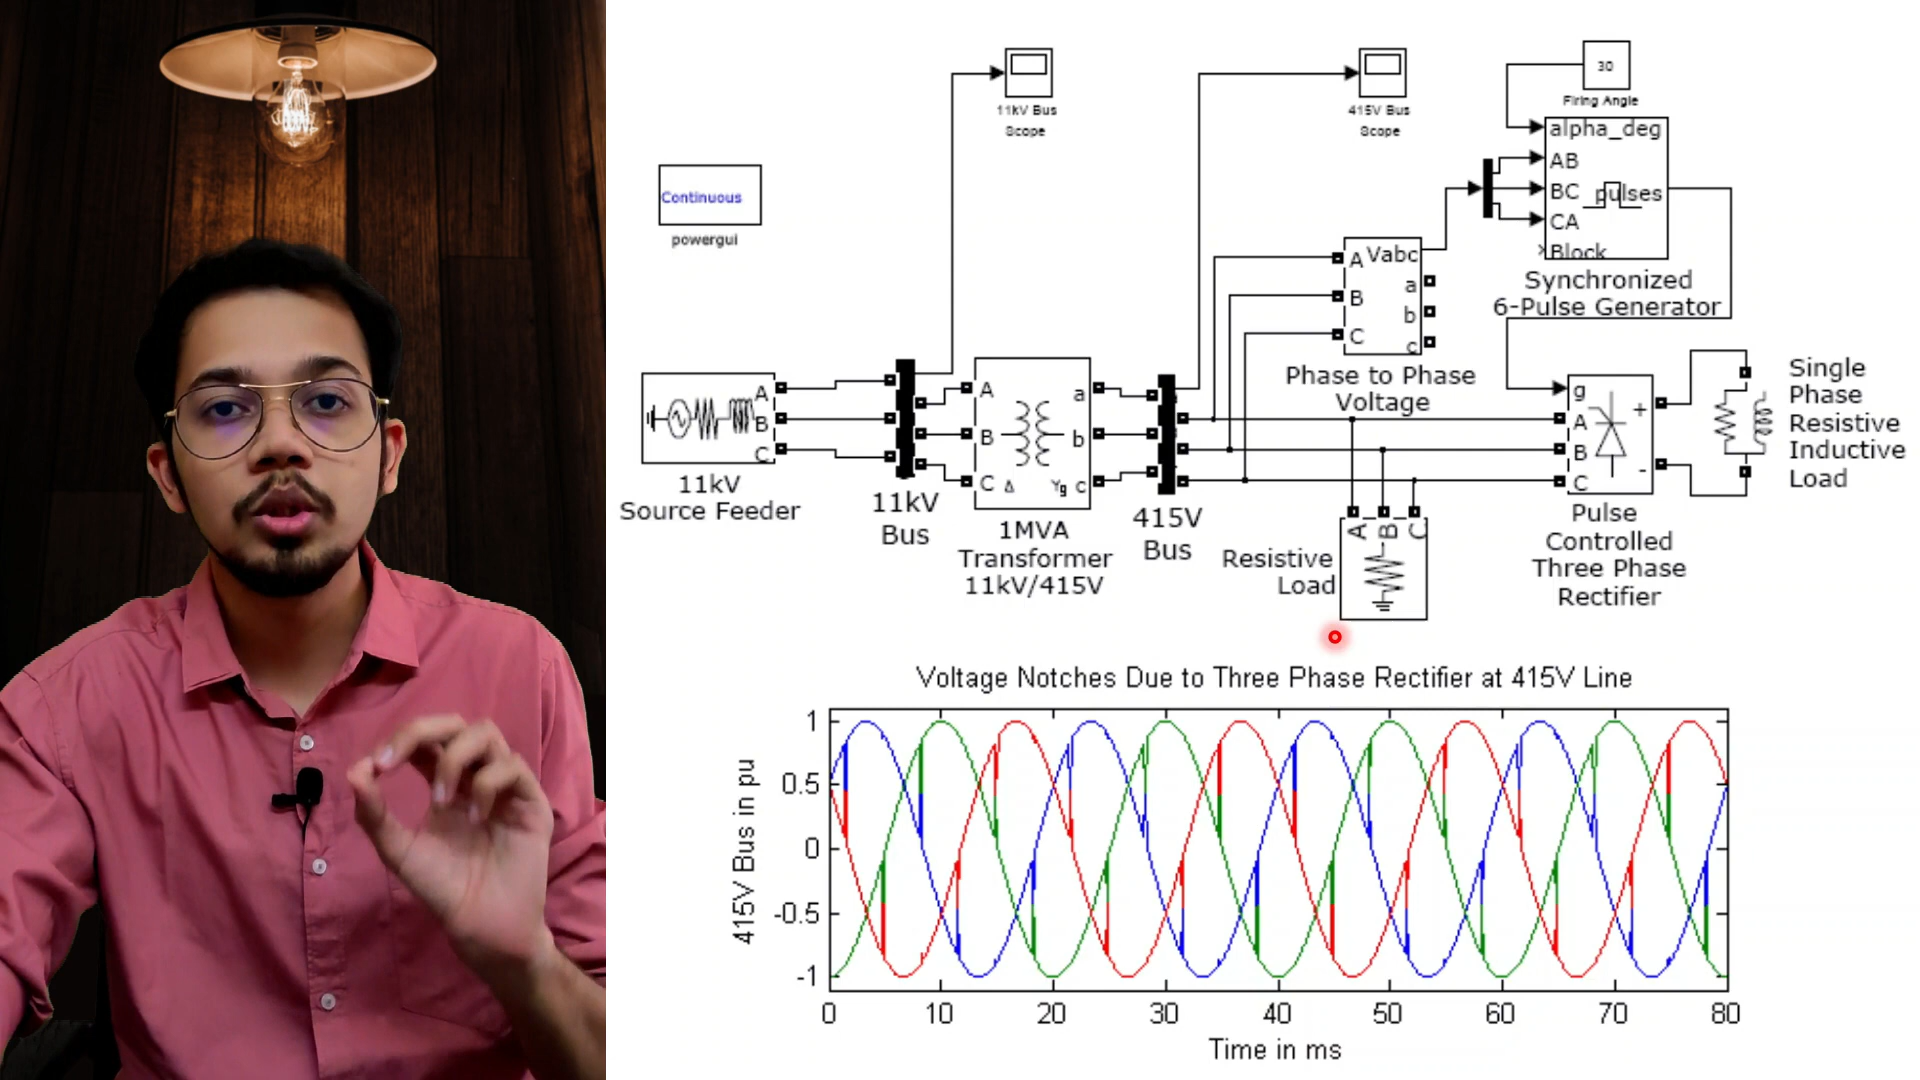 11kV Bus
Scope
415V Bus
Scope
30
Firing Angle
alpha_deg
AB
BC
CA
Block
pulses
Synchronized
6-Pulse Generator
Continuous
powergui
A
B
C
Vabc
a
b
c
Phase to Phase
Voltage
A
B
C
11kV
Source Feeder
11kV
Bus
A
B
C
Δ
Yg
a
b
c
1MVA
Transformer
11kV/415V
415V
Bus
A
B
C
Resistive
Load
g
A
B
C
+
-
Pulse
Controlled
Three Phase
Rectifier
Single
Phase
Resistive
Inductive
Load
Voltage Notches Due to Three Phase Rectifier at 415V Line
415V Bus in pu
1
0.5
0
-0.5
-1
0 10 20 30 40 50 60 70 80
Time in ms